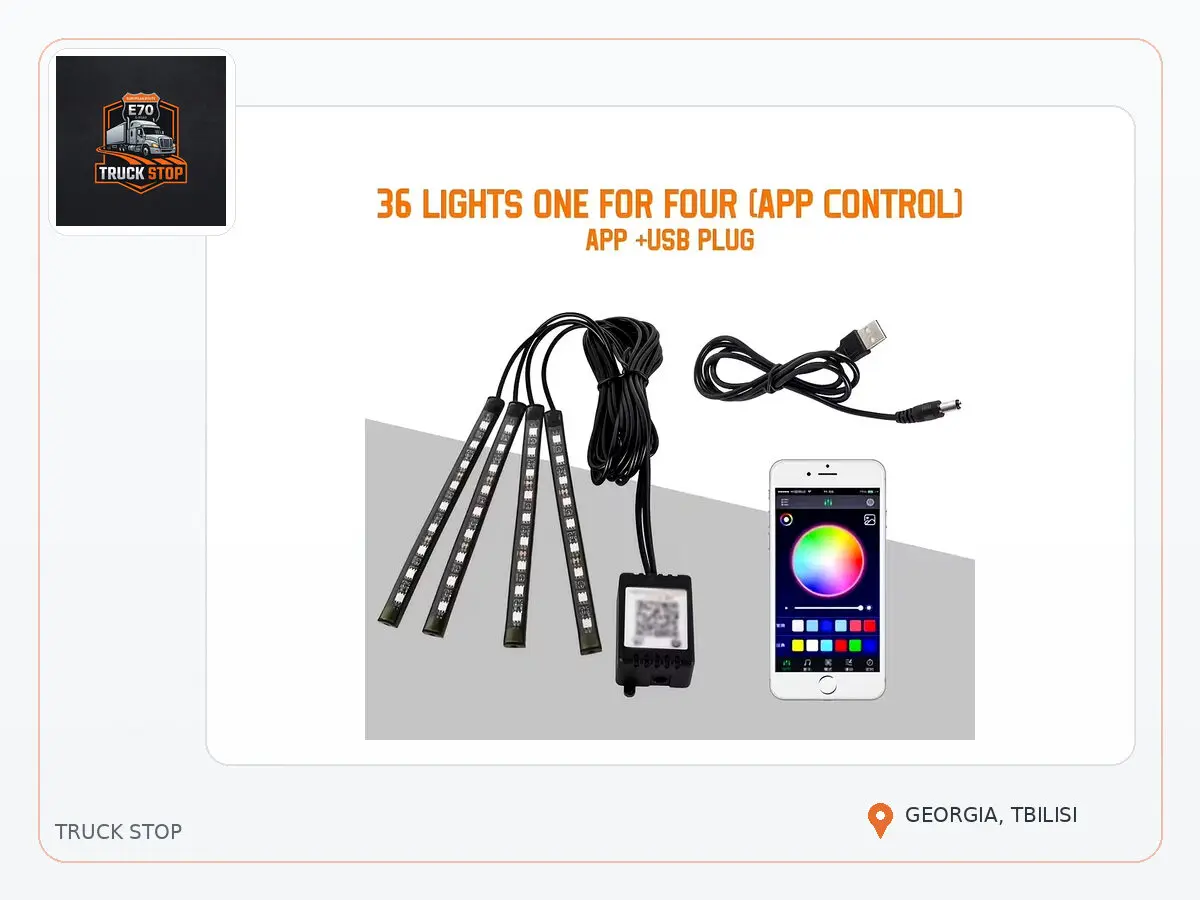 E70
TRUCK STOP
36 LIGHTS ONE FOR FOUR (APP CONTROL)
APP +USB PLUG
TRUCK STOP
GEORGIA, TBILISI